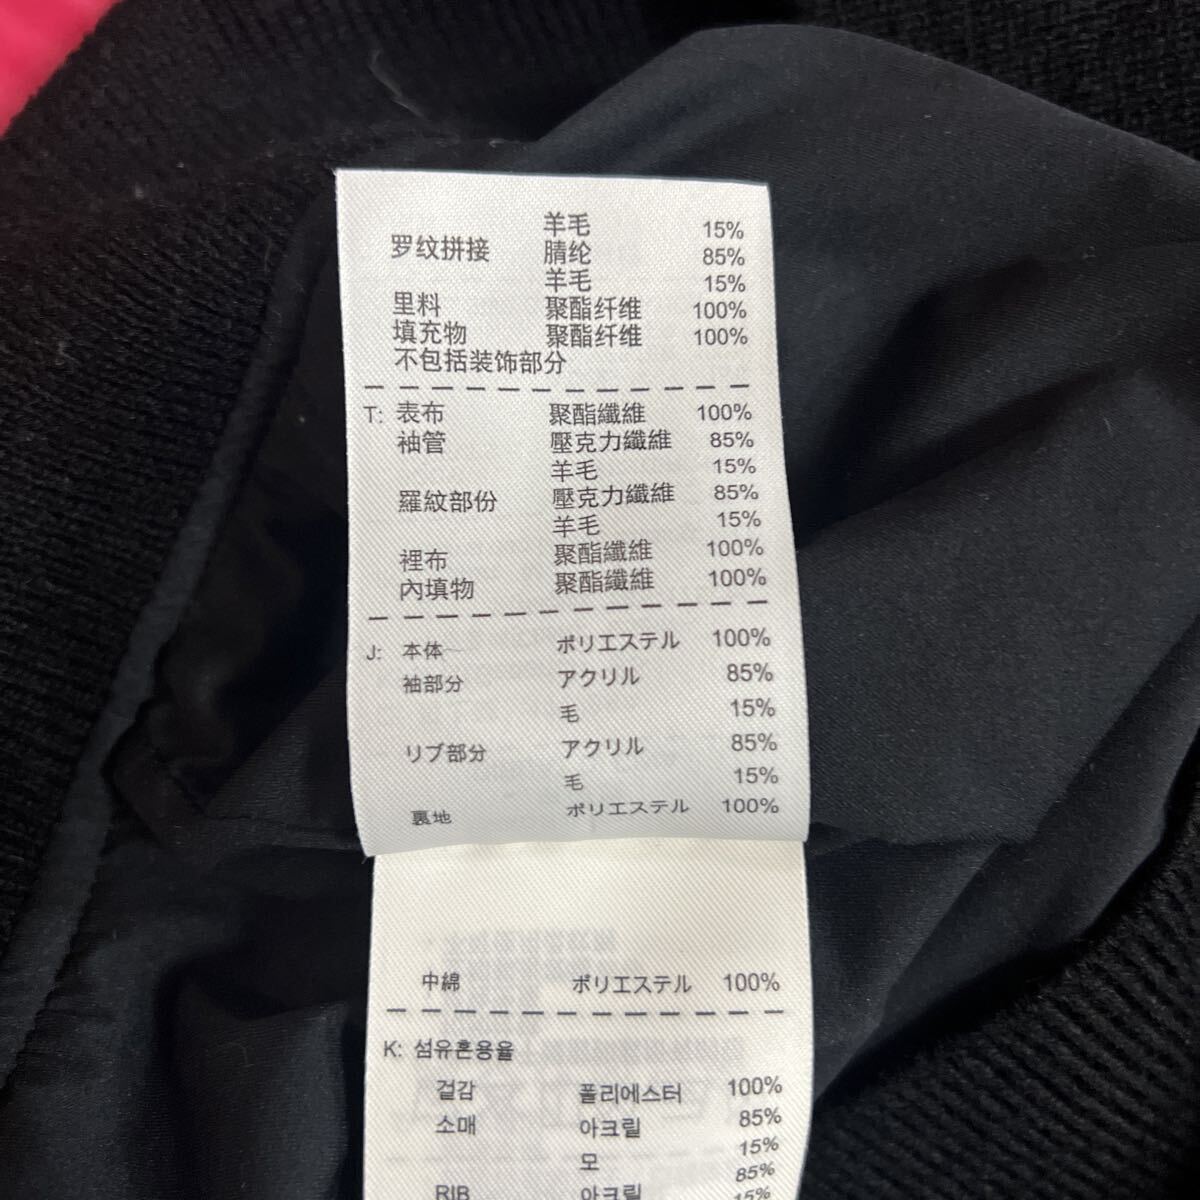 羊毛 15%
罗纹拼接 腈纶 85%
羊毛 15%
里料 聚酯纤维 100%
填充物 聚酯纤维 100%
不包括装饰部分
T: 表布 聚酯纖維 100%
袖管 壓克力纖維 85%
羊毛 15%
羅紋部份 壓克力纖維 85%
羊毛 15%
裡布 聚酯纖維 100%
內填物 聚酯纖維 100%
J: 本体 ポリエステル 100%
袖部分 アクリル 85%
毛 15%
リブ部分 アクリル 85%
毛 15%
裏地 ポリエステル 100%
中綿 ポリエステル 100%
K: 섬유혼용율
겉감 폴리에스터 100%
소매 아크릴 85%
모 15%
RIB 아크릴 85%
15%